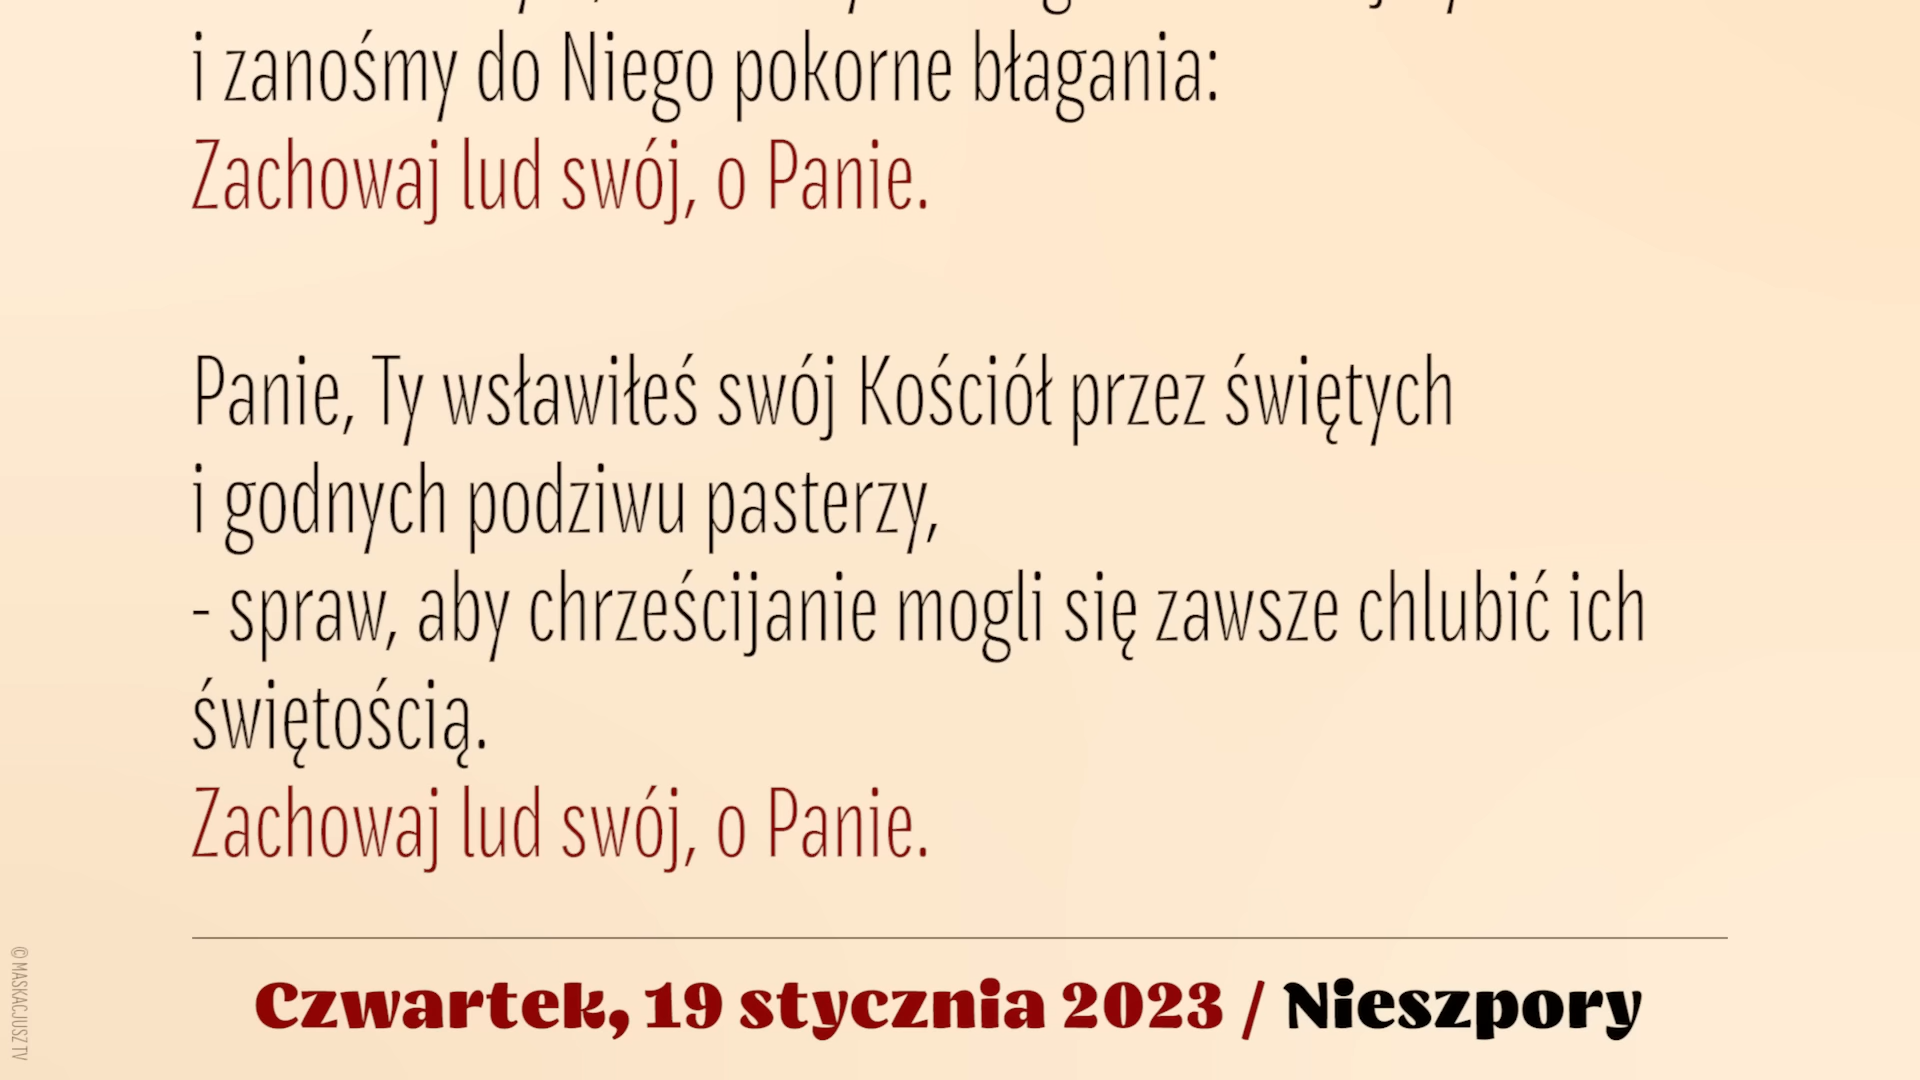 i zanośmy do Niego pokorne błagania:
Zachowaj lud swój, o Panie.
Panie, Ty wsławiłeś swój Kościół przez świętych
i godnych podziwu pasterzy,
- spraw, aby chrześcijanie mogli się zawsze chlubić ich
świętością.
Zachowaj lud swój, o Panie.
Czwartek, 19 stycznia 2023 / Nieszpory
© MASKACJUSZ TV